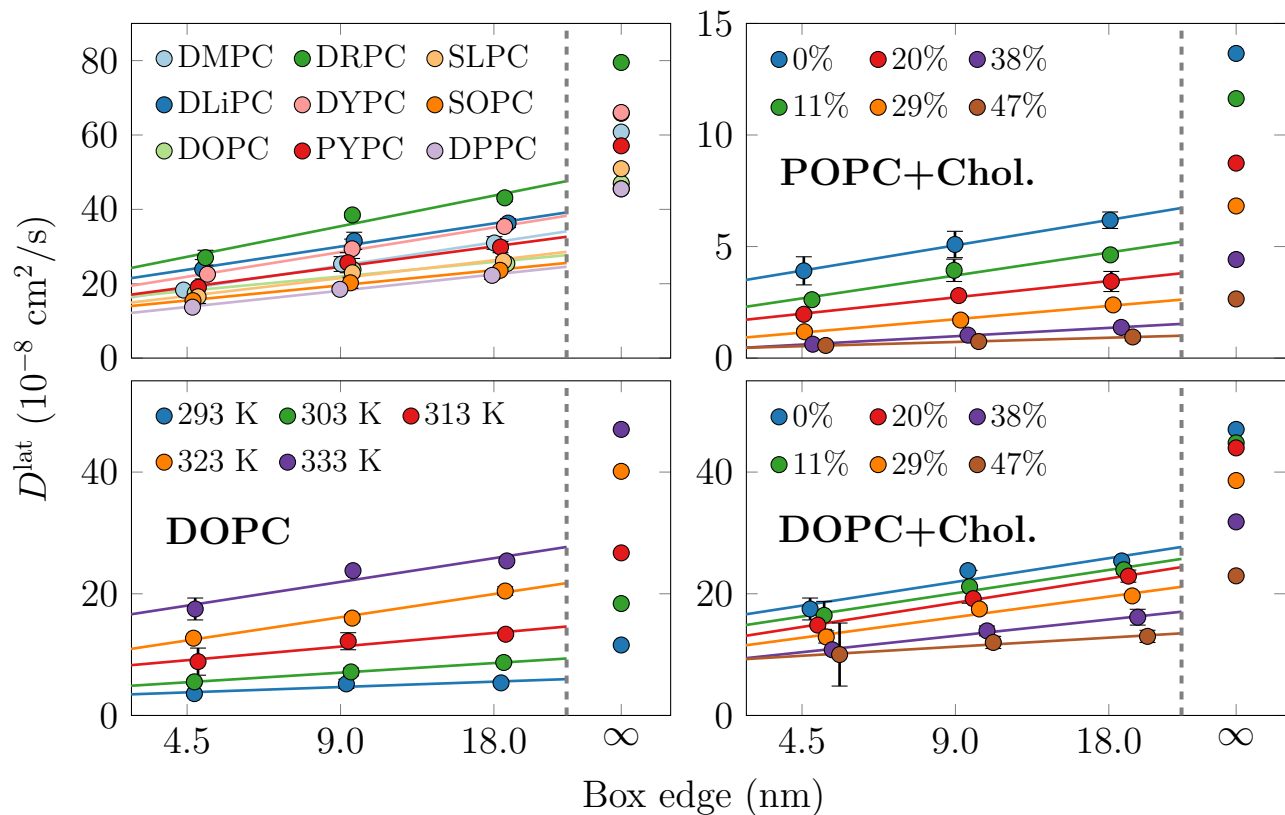 80
60
40
20
0
DMPC DRPC SLPC
DLiPC DYPC SOPC
DOPC PYPC DPPC
15
10
5
0
0% 20% 38%
11% 29% 47%
POPC+Chol.
D^lat (10^−8 cm^2/s)
40
20
0
293 K 303 K 313 K
323 K 333 K
DOPC
4.5 9.0 18.0 ∞
40
20
0
0% 20% 38%
11% 29% 47%
DOPC+Chol.
4.5 9.0 18.0 ∞
Box edge (nm)